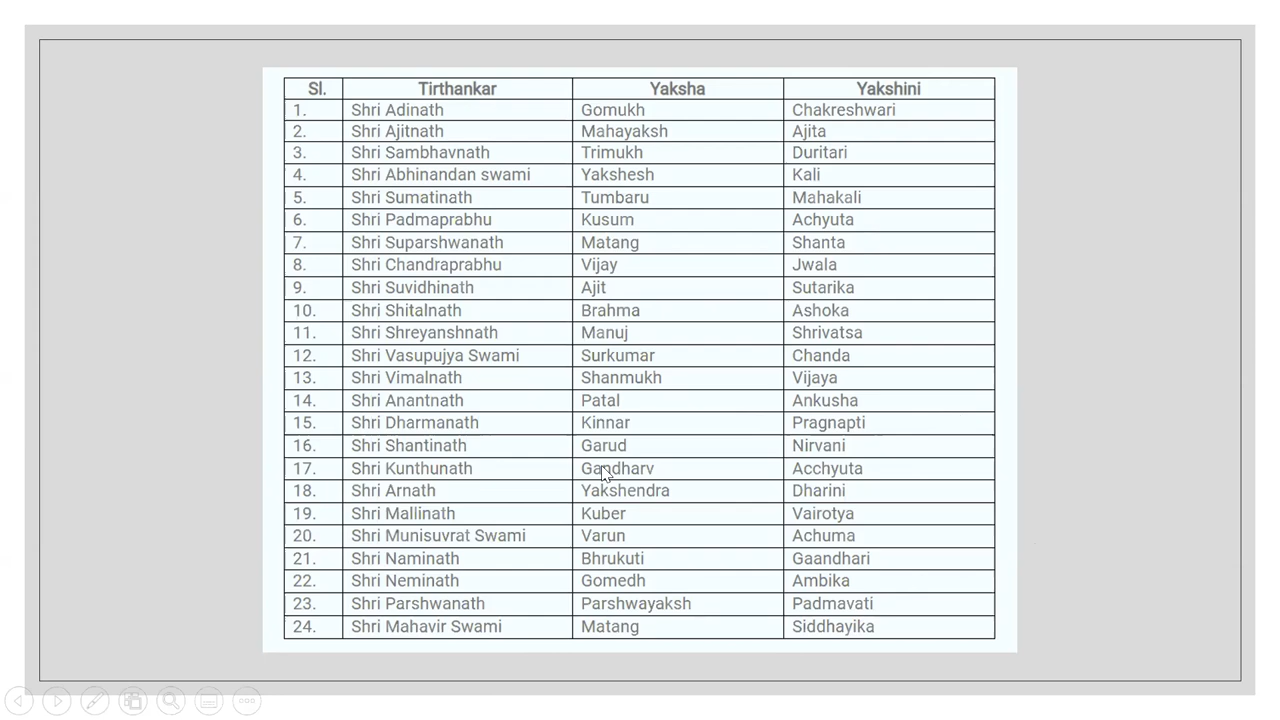 Sl. Tirthankar Yaksha Yakshini
1. Shri Adinath Gomukh Chakreshwari
2. Shri Ajitnath Mahayaksh Ajita
3. Shri Sambhavnath Trimukh Duritari
4. Shri Abhinandan swami Yakshesh Kali
5. Shri Sumatinath Tumbaru Mahakali
6. Shri Padmaprabhu Kusum Achyuta
7. Shri Suparshwanath Matang Shanta
8. Shri Chandraprabhu Vijay Jwala
9. Shri Suvidhinath Ajit Sutarika
10. Shri Shitalnath Brahma Ashoka
11. Shri Shreyanshnath Manuj Shrivatsa
12. Shri Vasupujya Swami Surkumar Chanda
13. Shri Vimalnath Shanmukh Vijaya
14. Shri Anantnath Patal Ankusha
15. Shri Dharmanath Kinnar Pragnapti
16. Shri Shantinath Garud Nirvani
17. Shri Kunthunath Gandharv Acchyuta
18. Shri Arnath Yakshendra Dharini
19. Shri Mallinath Kuber Vairotya
20. Shri Munisuvrat Swami Varun Achuma
21. Shri Naminath Bhrukuti Gaandhari
22. Shri Neminath Gomedh Ambika
23. Shri Parshwanath Parshwayaksh Padmavati
24. Shri Mahavir Swami Matang Siddhayika